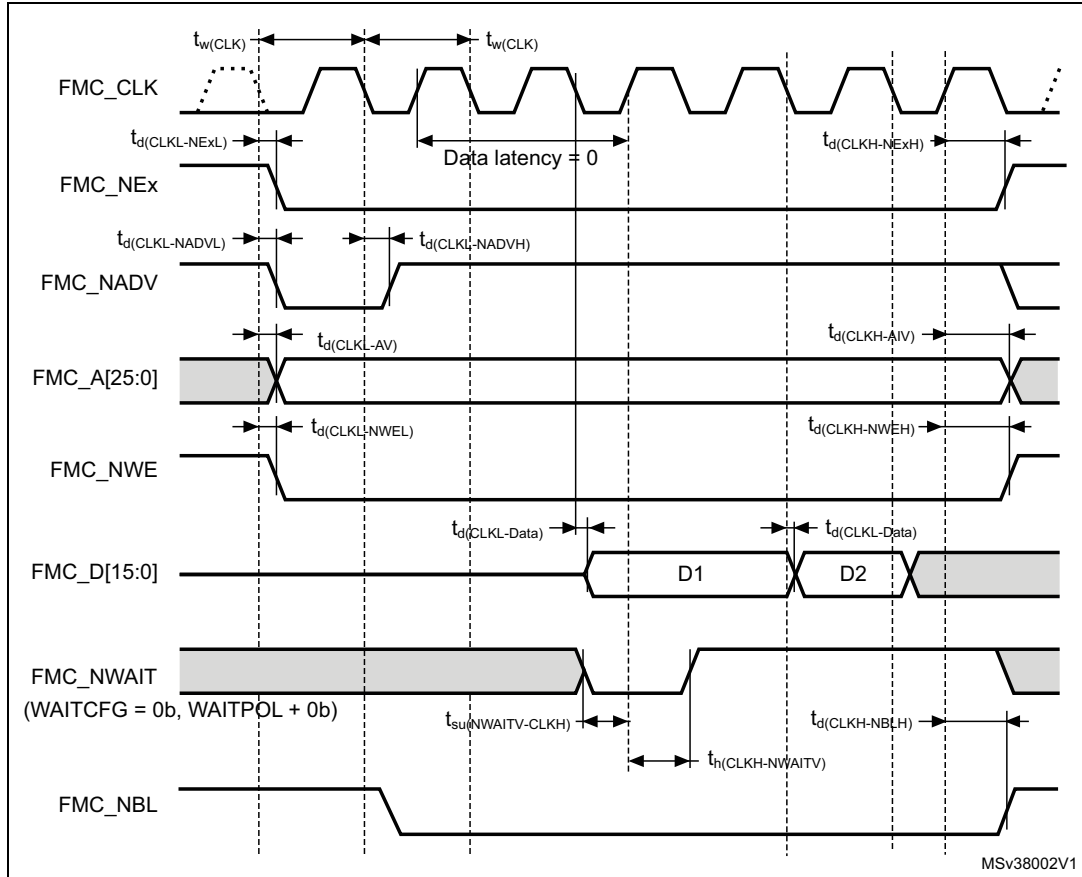 tw(CLK) tw(CLK)
FMC_CLK
td(CLKL-NExL) Data latency = 0 td(CLKH-NExH)
FMC_NEx
td(CLKL-NADVL) td(CLKL-NADVH)
FMC_NADV
td(CLKL-AV) td(CLKH-AIV)
FMC_A[25:0]
td(CLKL-NWEL) td(CLKH-NWEH)
FMC_NWE
td(CLKL-Data) td(CLKL-Data)
FMC_D[15:0] D1 D2
FMC_NWAIT
(WAITCFG = 0b, WAITPOL + 0b)
tsu(NWAITV-CLKH) td(CLKH-NBLH)
th(CLKH-NWAITV)
FMC_NBL
MSv38002V1